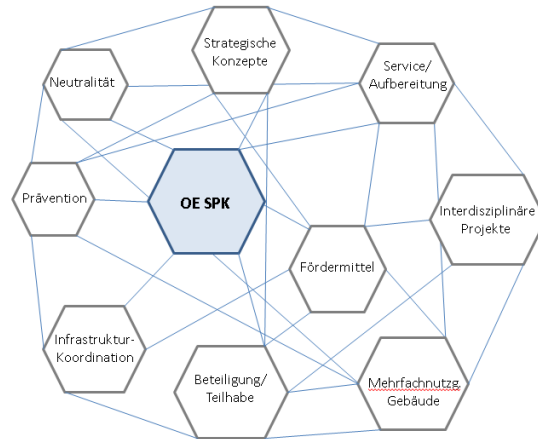 Strategische
Konzepte
Service/
Aufbereitung
Neutralität
Prävention
OE SPK
Interdisziplinäre
Projekte
Fördermittel
Infrastruktur-
Koordination
Beteiligung/
Teilhabe
Mehrfachnutzg.
Gebäude